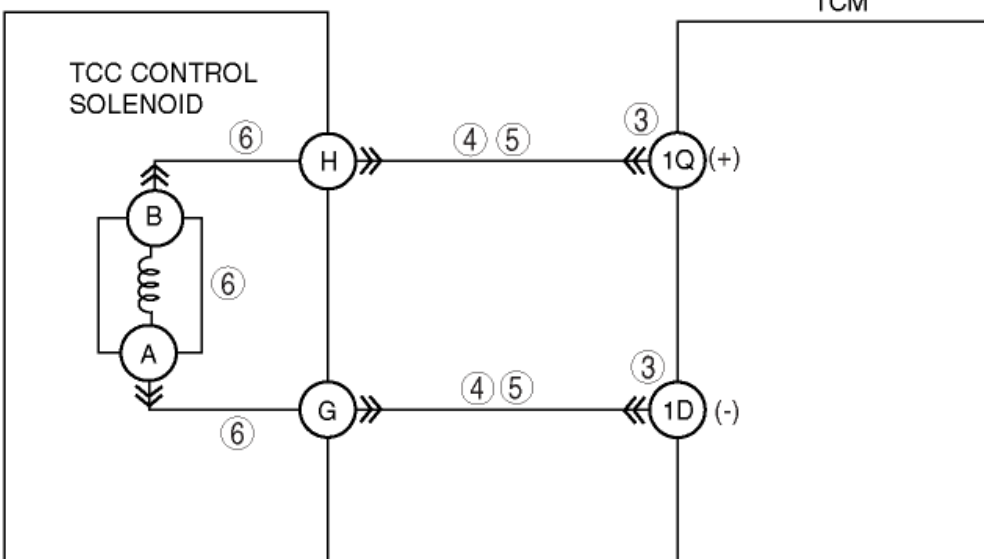 TCM
TCC CONTROL
SOLENOID
⑥ H ④ ⑤ ③ 1Q (+)
B
⑥
A
⑥ G ④ ⑤ ③ 1D (-)